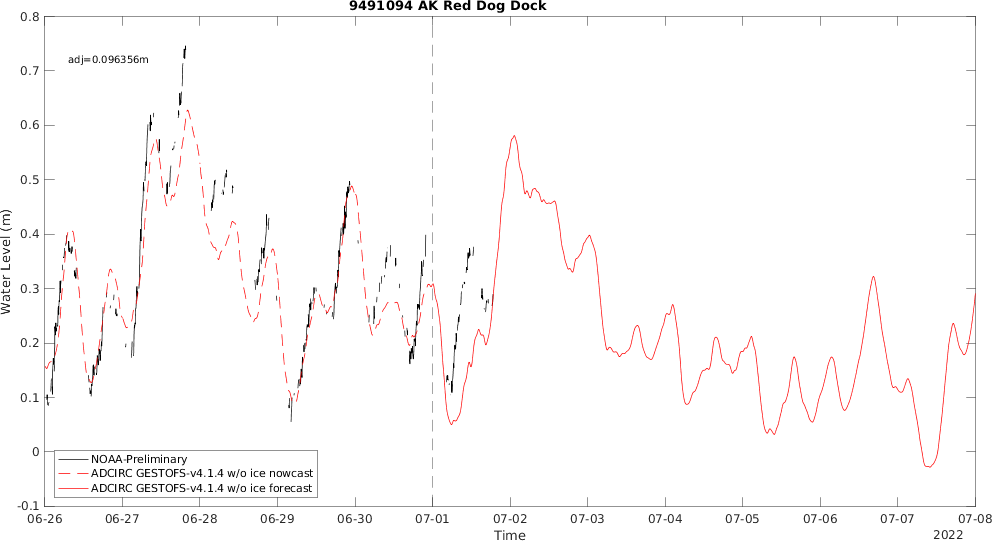 9491094 AK Red Dog Dock
adj=0.096356m
Water Level (m)
0.8
0.7
0.6
0.5
0.4
0.3
0.2
0.1
0
-0.1
NOAA-Preliminary
ADCIRC GESTOFS-v4.1.4 w/o ice nowcast
ADCIRC GESTOFS-v4.1.4 w/o ice forecast
06-26 06-27 06-28 06-29 06-30 07-01 07-02 07-03 07-04 07-05 07-06 07-07 07-08
Time
2022